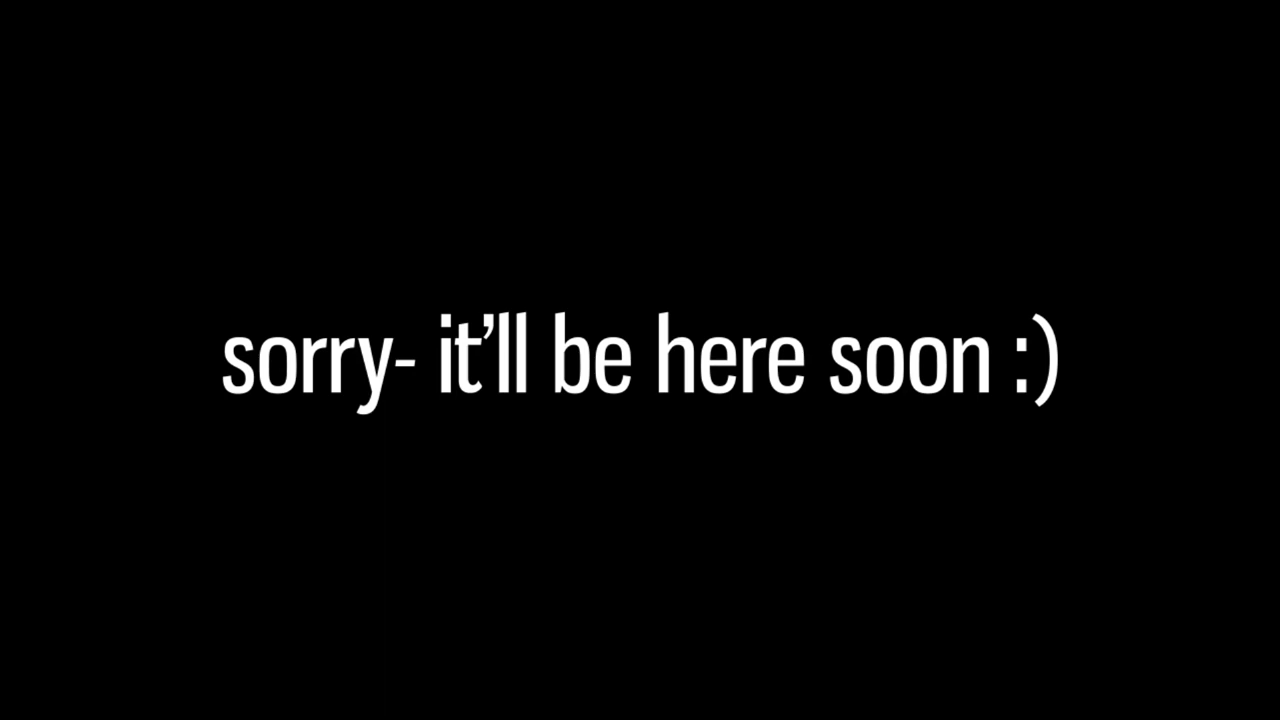 sorry- it’ll be here soon :)